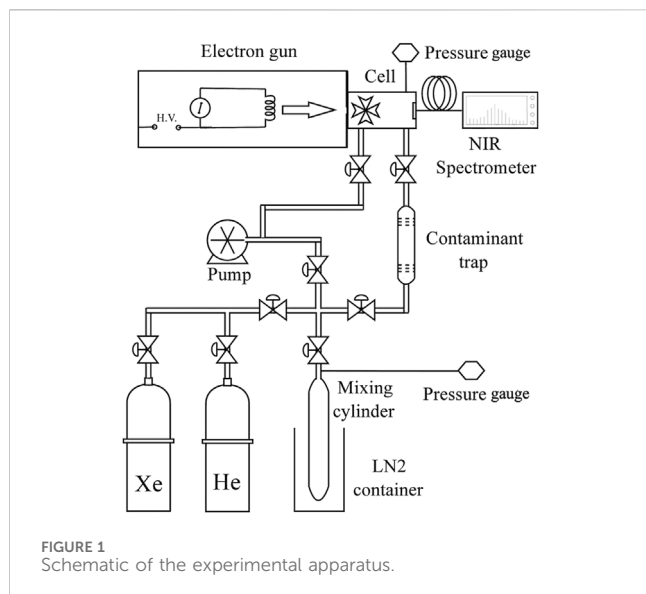 Electron gun
Pressure gauge
Cell
I
H.V.
NIR
Spectrometer
Contaminant
trap
Pump
Mixing
cylinder
Pressure gauge
Xe
He
LN2
container
FIGURE 1
Schematic of the experimental apparatus.